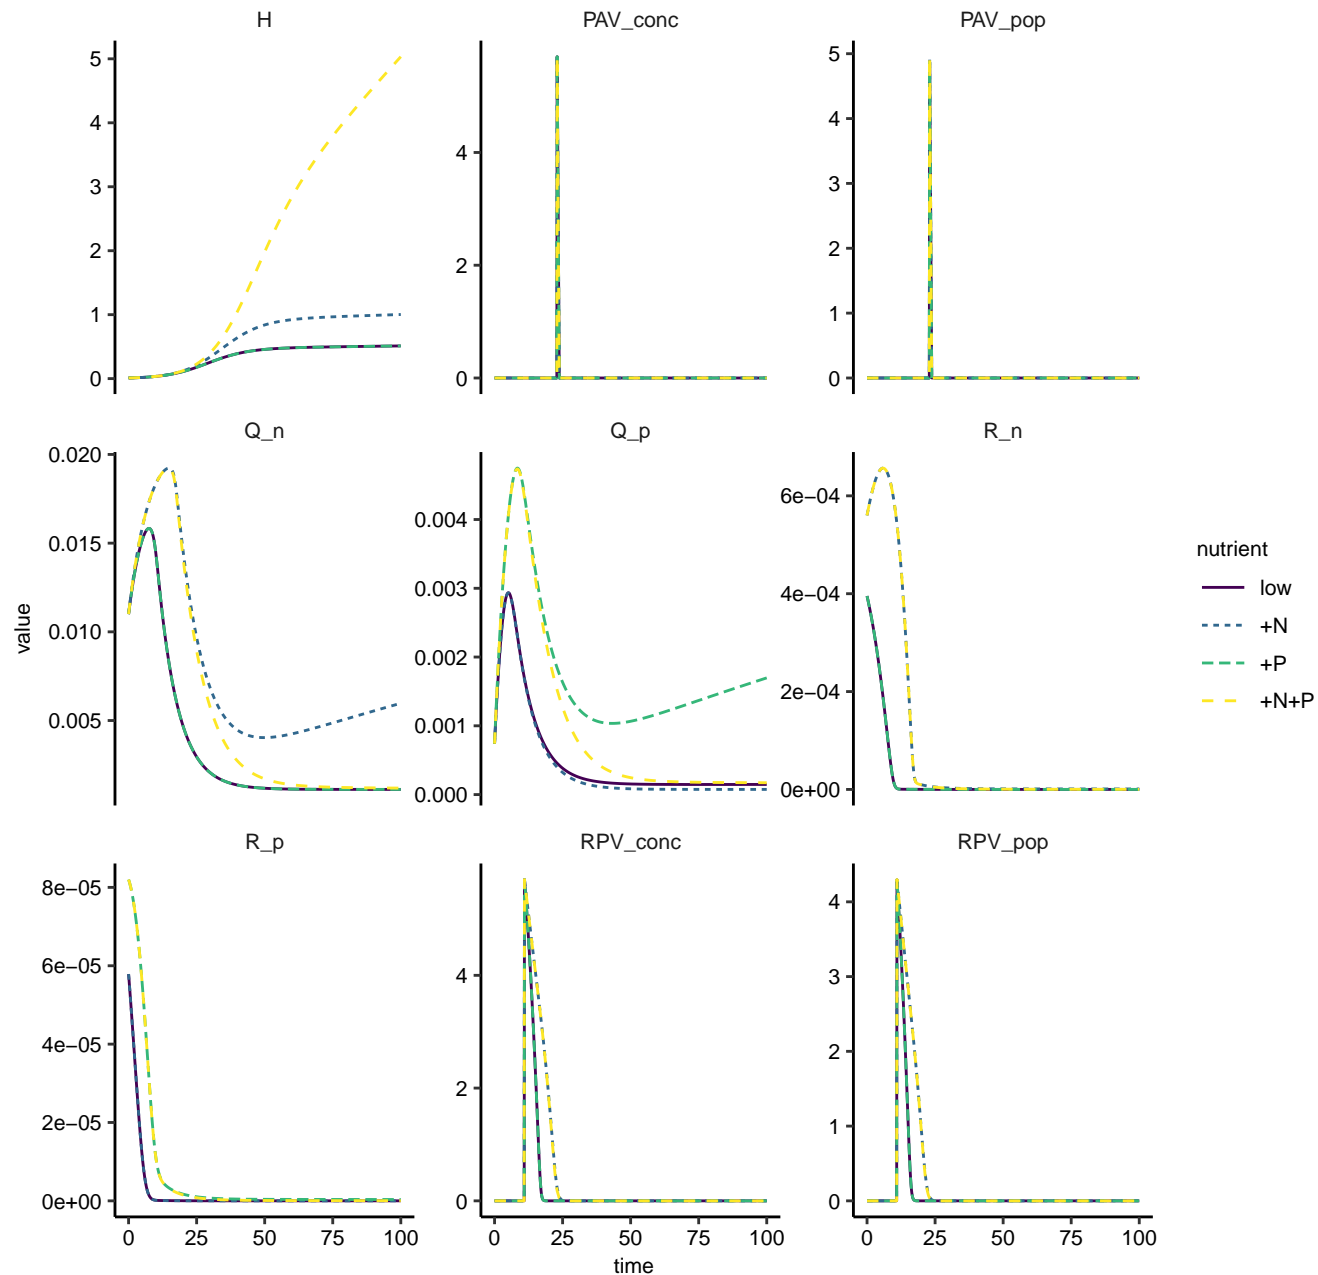 H
PAV_conc
PAV_pop
5
4
3
2
1
0
4
2
0
5
4
3
2
1
0
Q_n
Q_p
R_n
0.020
0.015
0.010
0.005
0.004
0.003
0.002
0.001
0.000
6e−04
4e−04
2e−04
0e+00
R_p
RPV_conc
RPV_pop
8e−05
6e−05
4e−05
2e−05
0e+00
4
2
0
4
3
2
1
0
0 25 50 75 100
0 25 50 75 100
0 25 50 75 100
time
value
nutrient
low
+N
+P
+N+P